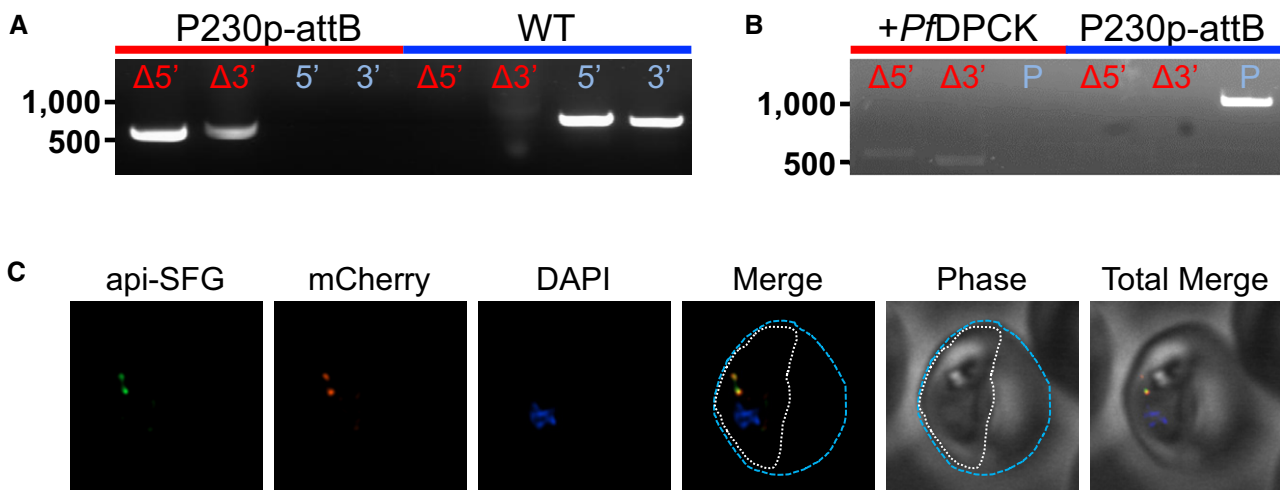 A
P230p-attB WT
Δ5’ Δ3’ 5’ 3’ Δ5’ Δ3’ 5’ 3’
1,000
500
B
+PfDPCK P230p-attB
Δ5’ Δ3’ P Δ5’ Δ3’ P
1,000
500
C
api-SFG mCherry DAPI Merge Phase Total Merge